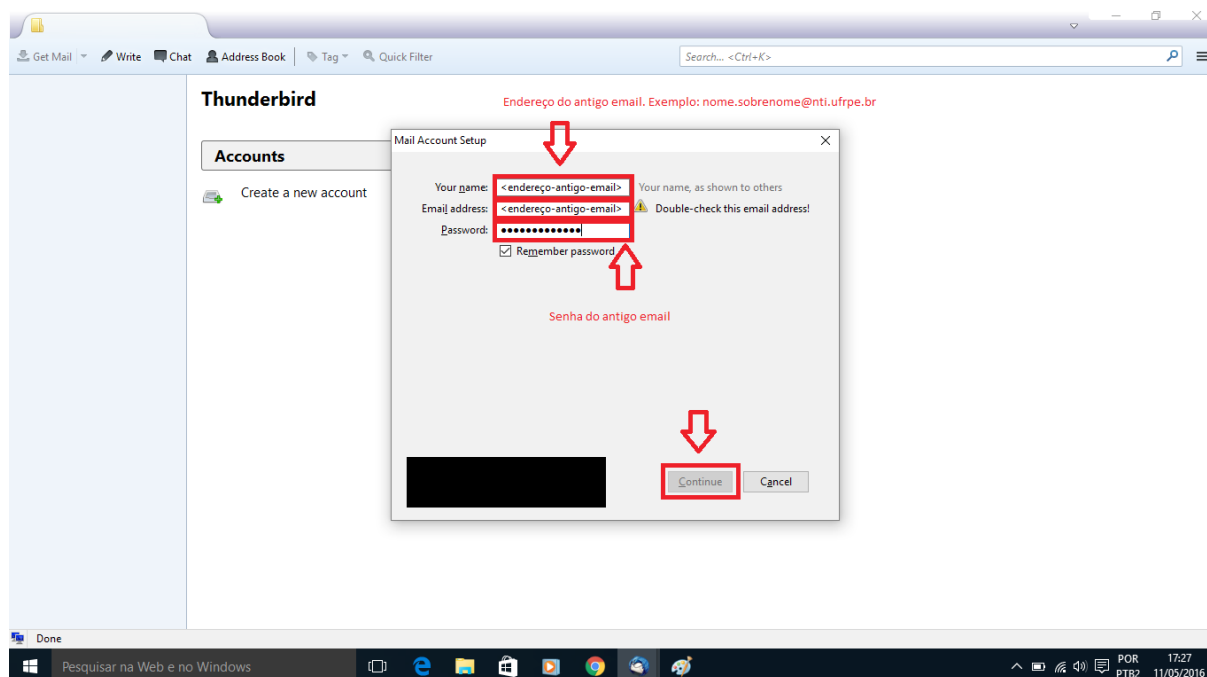 Get Mail Write Chat Address Book Tag Quick Filter Search... <Ctrl+K>
Thunderbird
Endereço do antigo email. Exemplo: nome.sobrenome@nti.ufrpe.br
Mail Account Setup
Accounts
Create a new account
Your name: <endereço-antigo-email> Your name, as shown to others
Email address: <endereço-antigo-email> Double-check this email address!
Password: •••••••••••••
Remember password
Senha do antigo email
Continue Cancel
Done
Pesquisar na Web e no Windows
POR 17:27
PTB2 11/05/2016